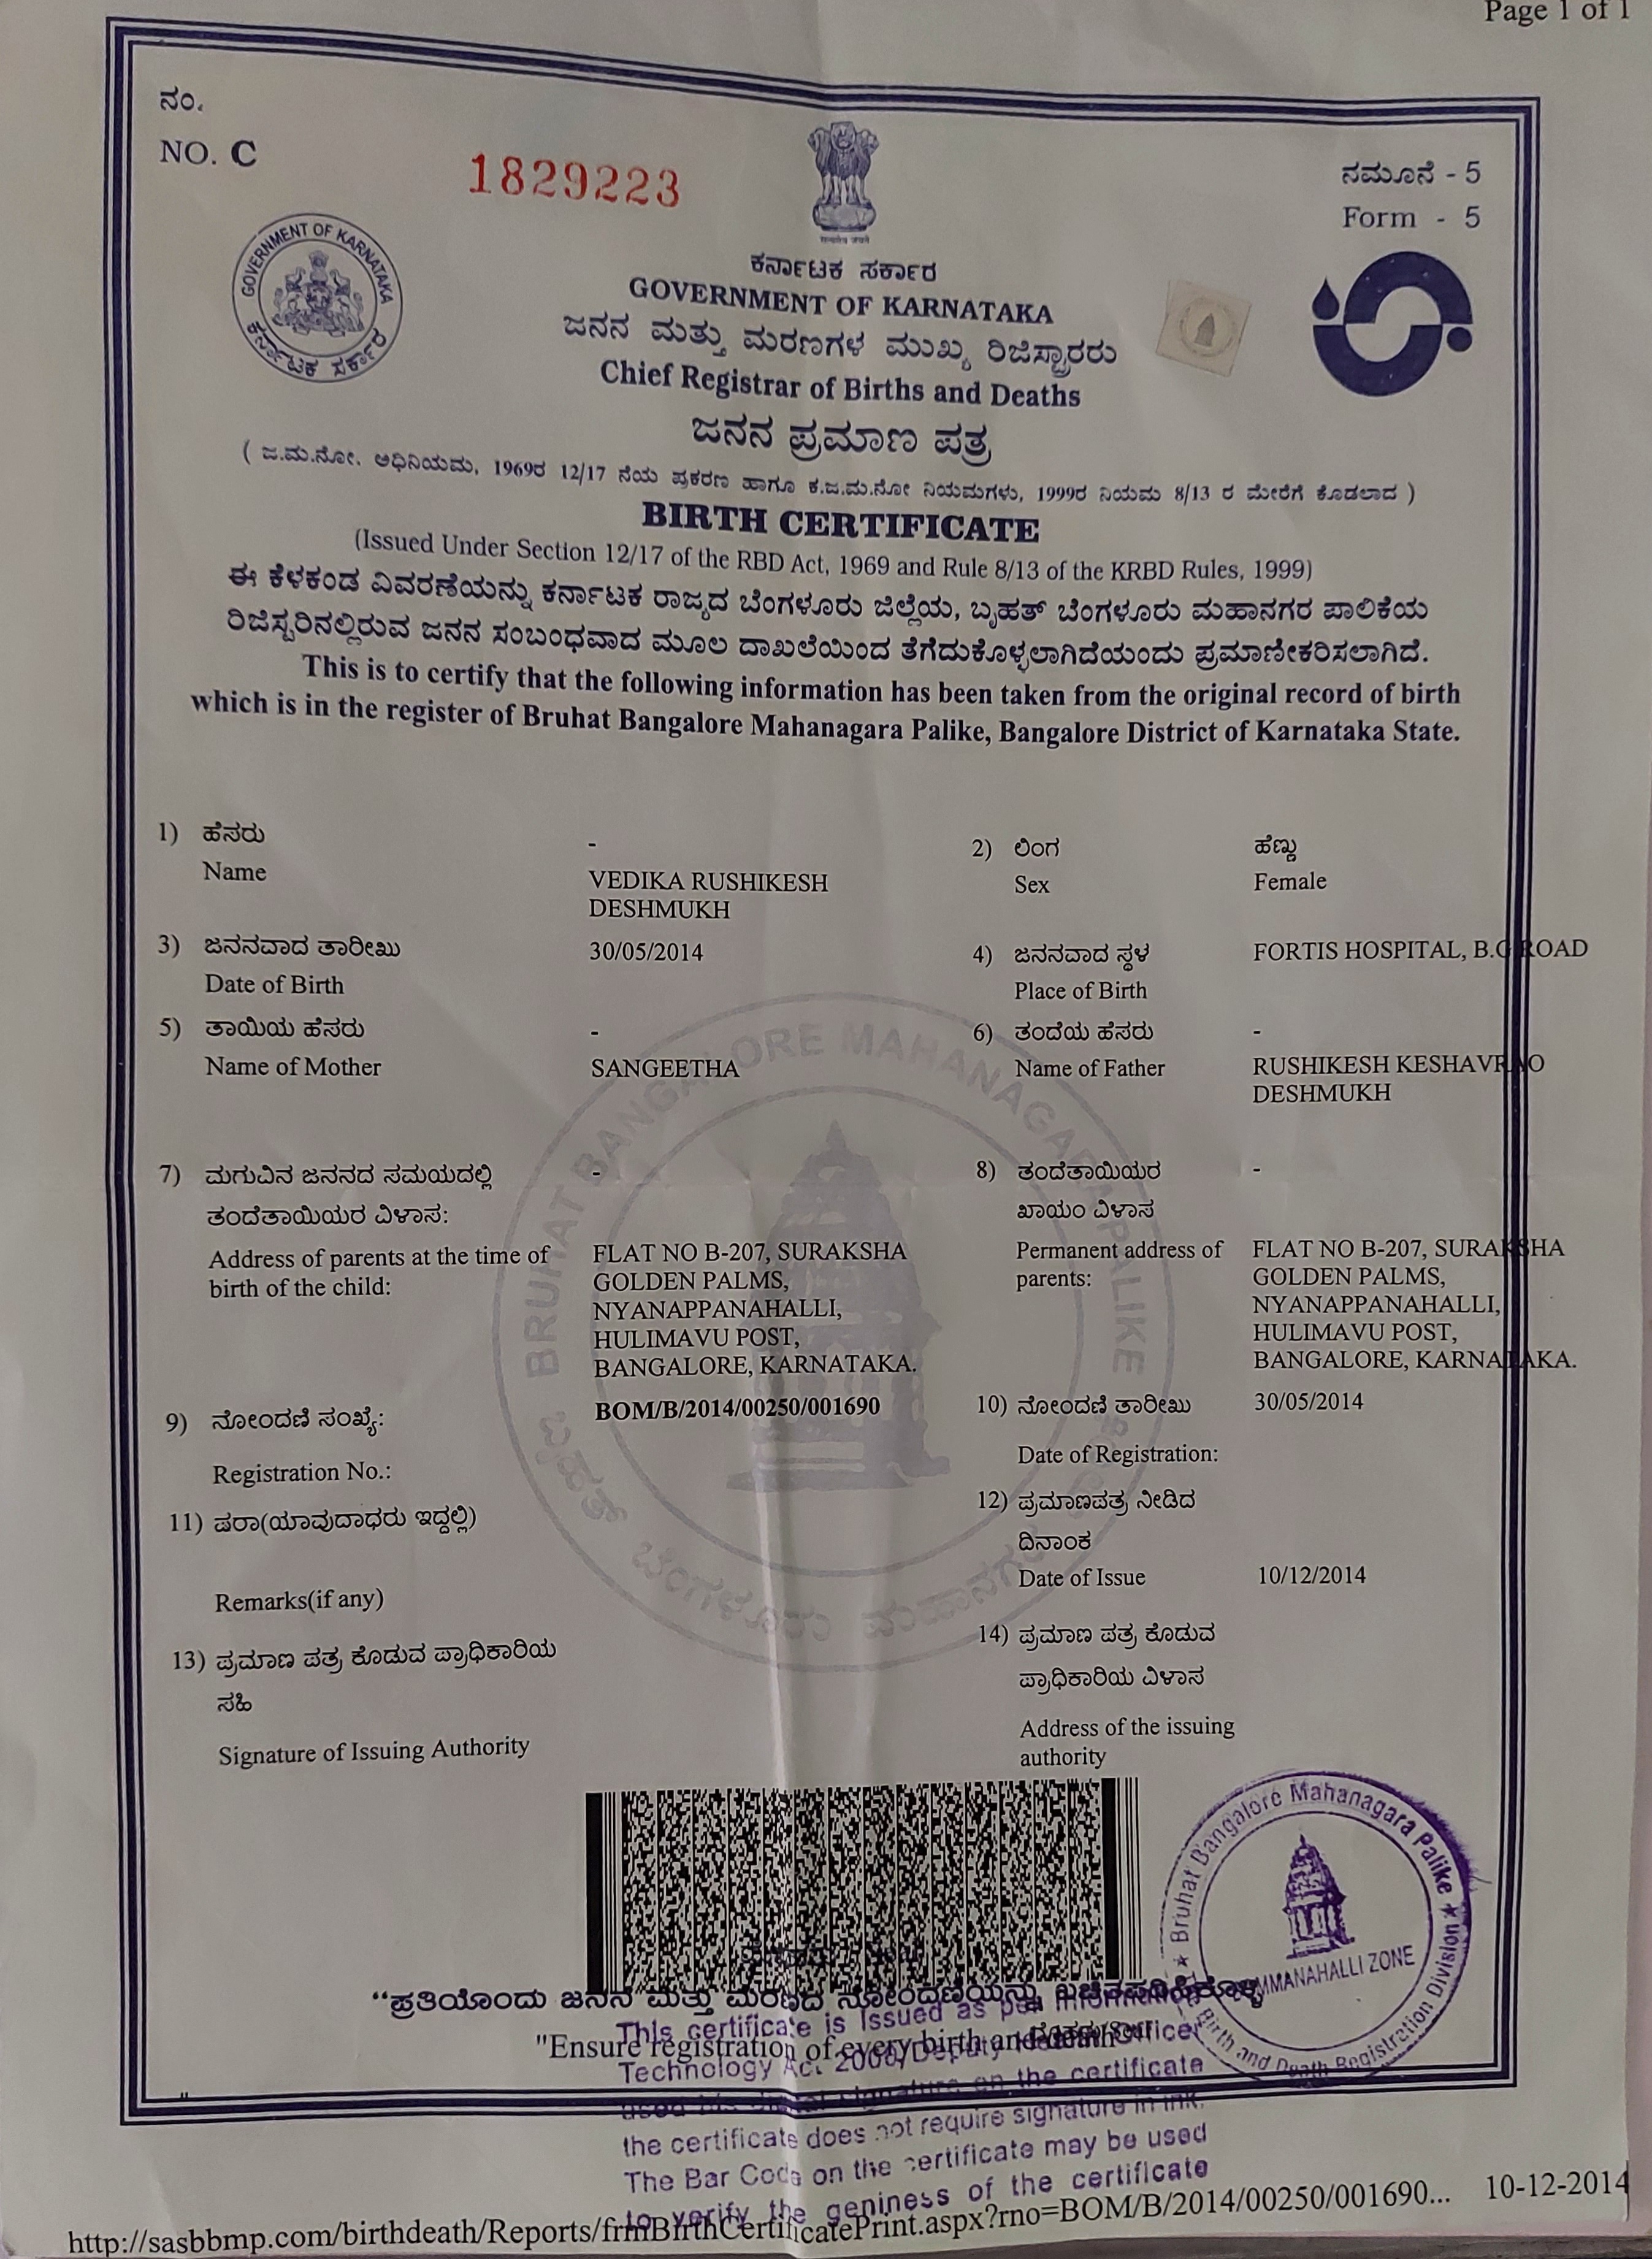 Page 1 of 1
ನಂ.
NO. C
1829223
ನಮೂನೆ - 5
Form - 5
GOVERNMENT OF KARNATAKA
ಕರ್ನಾಟಕ ಸರ್ಕಾರ
ಕರ್ನಾಟಕ ಸರ್ಕಾರ
GOVERNMENT OF KARNATAKA
ಜನನ ಮತ್ತು ಮರಣಗಳ ಮುಖ್ಯ ರಿಜಿಸ್ಟ್ರಾರರು
Chief Registrar of Births and Deaths
ಜನನ ಪ್ರಮಾಣ ಪತ್ರ
( ಜ.ಮ.ನೋ. ಅಧಿನಿಯಮ, 1969ರ 12/17 ನೆಯ ಪ್ರಕರಣ ಹಾಗೂ ಕ.ಜ.ಮ.ನೋ ನಿಯಮಗಳು, 1999ರ ನಿಯಮ 8/13 ರ ಮೇರೆಗೆ ಕೊಡಲಾದ )
BIRTH CERTIFICATE
(Issued Under Section 12/17 of the RBD Act, 1969 and Rule 8/13 of the KRBD Rules, 1999)
ಈ ಕೆಳಕಂಡ ವಿವರಣೆಯನ್ನು ಕರ್ನಾಟಕ ರಾಜ್ಯದ ಬೆಂಗಳೂರು ಜಿಲ್ಲೆಯ, ಬೃಹತ್ ಬೆಂಗಳೂರು ಮಹಾನಗರ ಪಾಲಿಕೆಯ
ರಿಜಿಸ್ಟರಿನಲ್ಲಿರುವ ಜನನ ಸಂಬಂಧವಾದ ಮೂಲ ದಾಖಲೆಯಿಂದ ತೆಗೆದುಕೊಳ್ಳಲಾಗಿದೆಯೆಂದು ಪ್ರಮಾಣೀಕರಿಸಲಾಗಿದೆ.
This is to certify that the following information has been taken from the original record of birth
which is in the register of Bruhat Bangalore Mahanagara Palike, Bangalore District of Karnataka State.
1) ಹೆಸರು -
Name VEDIKA RUSHIKESH
DESHMUKH
2) ಲಿಂಗ ಹೆಣ್ಣು
Sex Female
3) ಜನನವಾದ ತಾರೀಖು 30/05/2014
Date of Birth
4) ಜನನವಾದ ಸ್ಥಳ FORTIS HOSPITAL, B.G ROAD
Place of Birth
5) ತಾಯಿಯ ಹೆಸರು -
Name of Mother SANGEETHA
6) ತಂದೆಯ ಹೆಸರು -
Name of Father RUSHIKESH KESHAVRAO
DESHMUKH
7) ಮಗುವಿನ ಜನನದ ಸಮಯದಲ್ಲಿ -
ತಂದೆತಾಯಿಯರ ವಿಳಾಸ:
Address of parents at the time of FLAT NO B-207, SURAKSHA
birth of the child: GOLDEN PALMS,
NYANAPPANAHALLI,
HULIMAVU POST,
BANGALORE, KARNATAKA.
8) ತಂದೆತಾಯಿಯರ -
ಖಾಯಂ ವಿಳಾಸ
Permanent address of FLAT NO B-207, SURAKSHA
parents: GOLDEN PALMS,
NYANAPPANAHALLI,
HULIMAVU POST,
BANGALORE, KARNATAKA.
9) ನೋಂದಣಿ ಸಂಖ್ಯೆ: BOM/B/2014/00250/001690
Registration No.:
10) ನೋಂದಣಿ ತಾರೀಖು 30/05/2014
Date of Registration:
11) ಷರಾ(ಯಾವುದಾಧರು ಇದ್ದಲ್ಲಿ)
Remarks(if any)
12) ಪ್ರಮಾಣಪತ್ರ ನೀಡಿದ
ದಿನಾಂಕ
Date of Issue 10/12/2014
13) ಪ್ರಮಾಣ ಪತ್ರ ಕೊಡುವ ಪ್ರಾಧಿಕಾರಿಯ
ಸಹಿ
Signature of Issuing Authority
14) ಪ್ರಮಾಣ ಪತ್ರ ಕೊಡುವ
ಪ್ರಾಧಿಕಾರಿಯ ವಿಳಾಸ
Address of the issuing
authority
BRUHAT BANGALORE MAHANAGARA PALIKE
ಬೃಹತ್ ಬೆಂಗಳೂರು ಮಹಾನಗರ
★ Bruhat Bangalore Mahanagara Palike ★
BOMMANAHALLI ZONE
Birth and Death Registration Division
“ಪ್ರತಿಯೊಂದು ಜನನ ಮತ್ತು ಮರಣದ ನೋಂದಣಿಯನ್ನು ಖಚಿತಪಡಿಸಿಕೊಳ್ಳಿ
"Ensure registration of every birth and death"
This certificate is Issued as per Information
Technology Act 2000, Deputy Health Officer
used his digital signature on the certificate
the certificate does not require signature in ink.
The Bar Code on the certificate may be used
to verify the geniness of the certificate
http://sasbbmp.com/birthdeath/Reports/frmBirthCertificatePrint.aspx?rno=BOM/B/2014/00250/001690... 10-12-2014